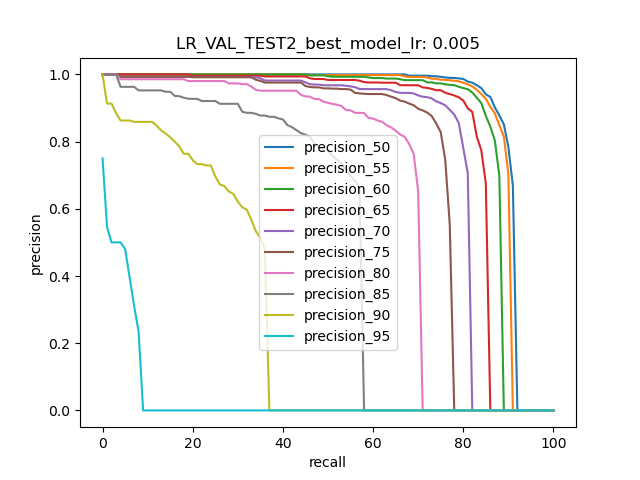 LR_VAL_TEST2_best_model_lr: 0.005
precision
1.0
0.8
0.6
0.4
0.2
0.0
precision_50
precision_55
precision_60
precision_65
precision_70
precision_75
precision_80
precision_85
precision_90
precision_95
0 20 40 60 80 100
recall